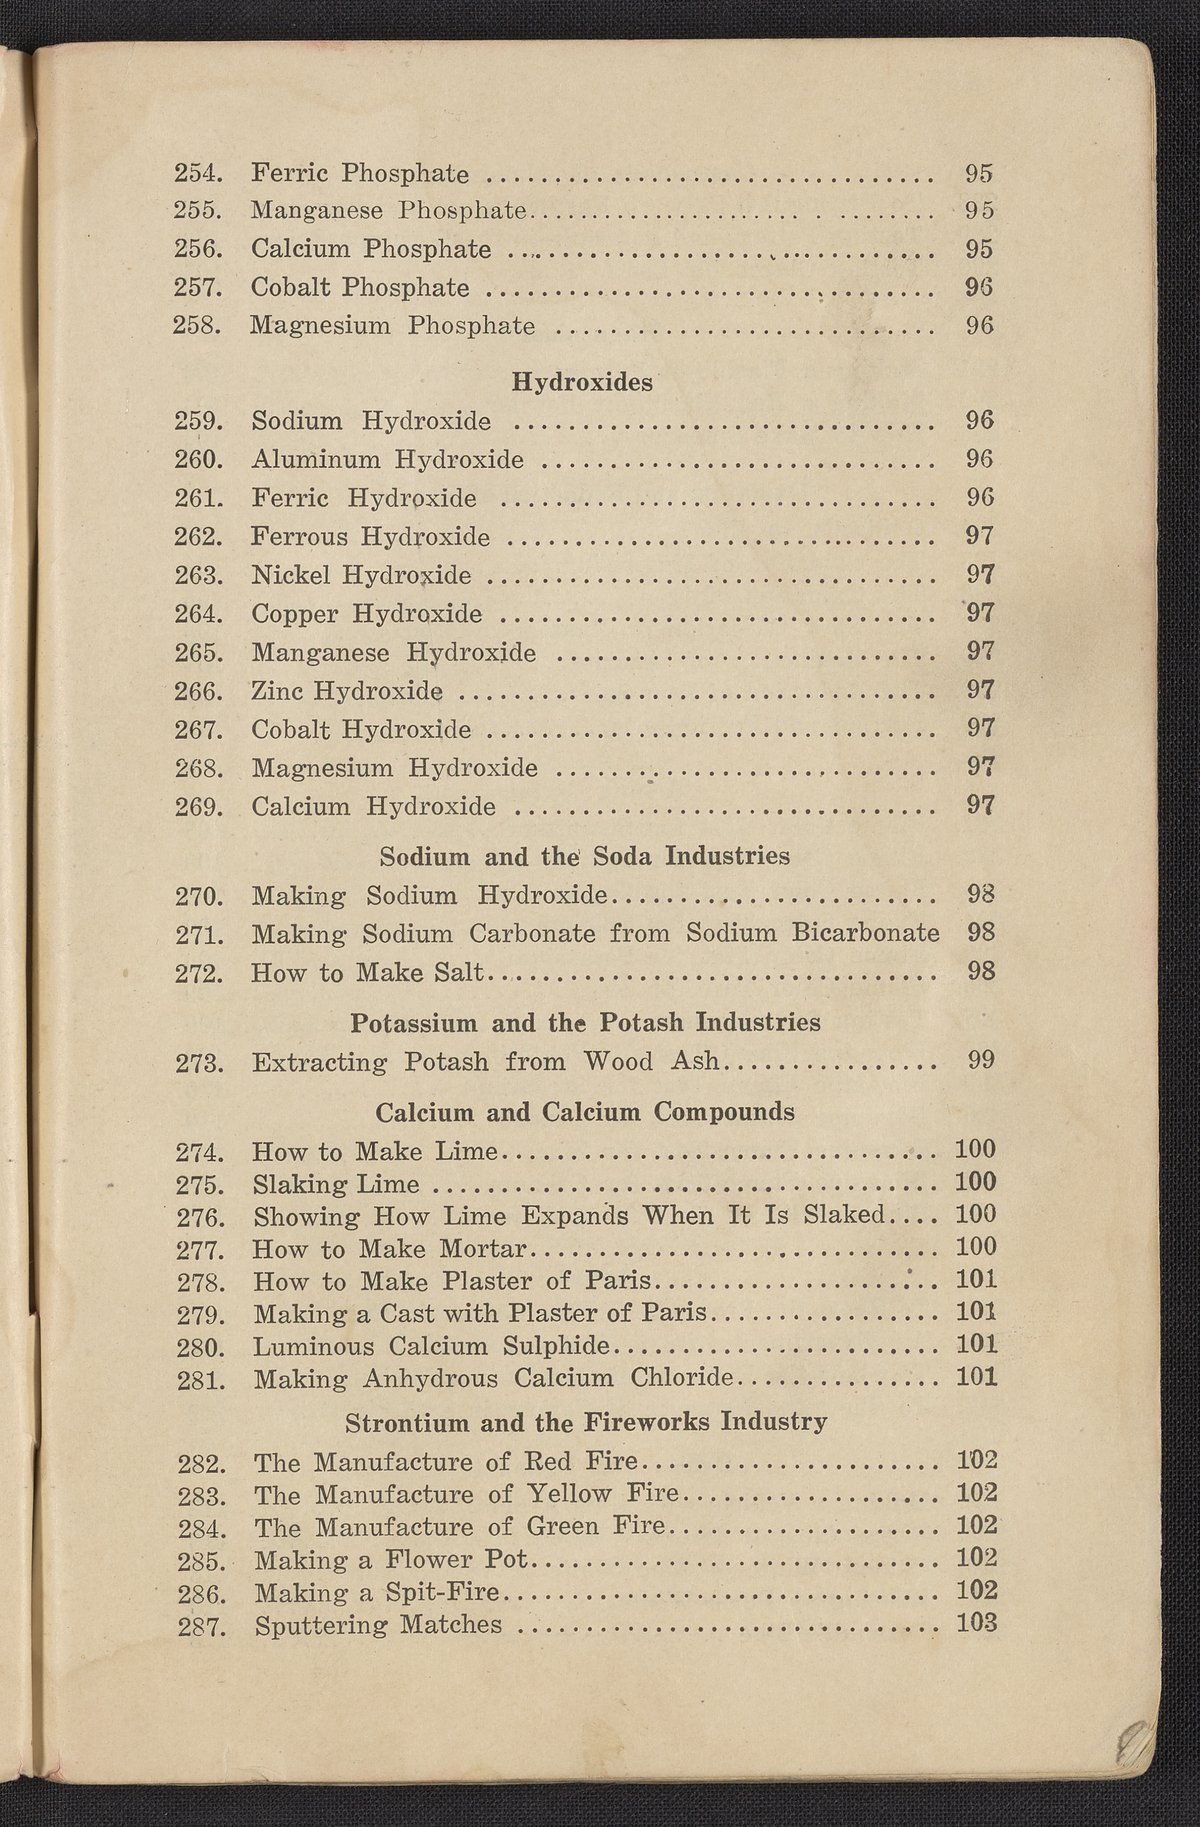 254. Ferric Phosphate ................................. 95
255. Manganese Phosphate...................... . ........ 95
256. Calcium Phosphate ............................... 95
257. Cobalt Phosphate ................................. 96
258. Magnesium Phosphate ............................ 96
Hydroxides
259. Sodium Hydroxide ............................... 96
260. Aluminum Hydroxide ............................. 96
261. Ferric Hydroxide ................................ 96
262. Ferrous Hydroxide ................................ 97
263. Nickel Hydroxide ................................. 97
264. Copper Hydroxide ................................ 97
265. Manganese Hydroxide ............................ 97
266. Zinc Hydroxide ................................... 97
267. Cobalt Hydroxide ................................. 97
268. Magnesium Hydroxide ............................ 97
269. Calcium Hydroxide ............................... 97
Sodium and the Soda Industries
270. Making Sodium Hydroxide........................ 98
271. Making Sodium Carbonate from Sodium Bicarbonate 98
272. How to Make Salt................................. 98
Potassium and the Potash Industries
273. Extracting Potash from Wood Ash................ 99
Calcium and Calcium Compounds
274. How to Make Lime................................ 100
275. Slaking Lime ..................................... 100
276. Showing How Lime Expands When It Is Slaked.... 100
277. How to Make Mortar.............................. 100
278. How to Make Plaster of Paris..................... 101
279. Making a Cast with Plaster of Paris................. 101
280. Luminous Calcium Sulphide........................ 101
281. Making Anhydrous Calcium Chloride............... 101
Strontium and the Fireworks Industry
282. The Manufacture of Red Fire...................... 102
283. The Manufacture of Yellow Fire................... 102
284. The Manufacture of Green Fire.................... 102
285. Making a Flower Pot.............................. 102
286. Making a Spit-Fire................................ 102
287. Sputtering Matches ............................... 103